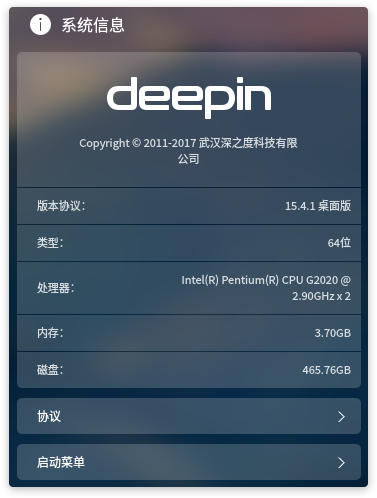 系统信息
deepin
Copyright © 2011-2017 武汉深之度科技有限
公司
版本协议： 15.4.1 桌面版
类型： 64位
处理器： Intel(R) Pentium(R) CPU G2020 @
2.90GHz x 2
内存： 3.70GB
磁盘： 465.76GB
协议
启动菜单